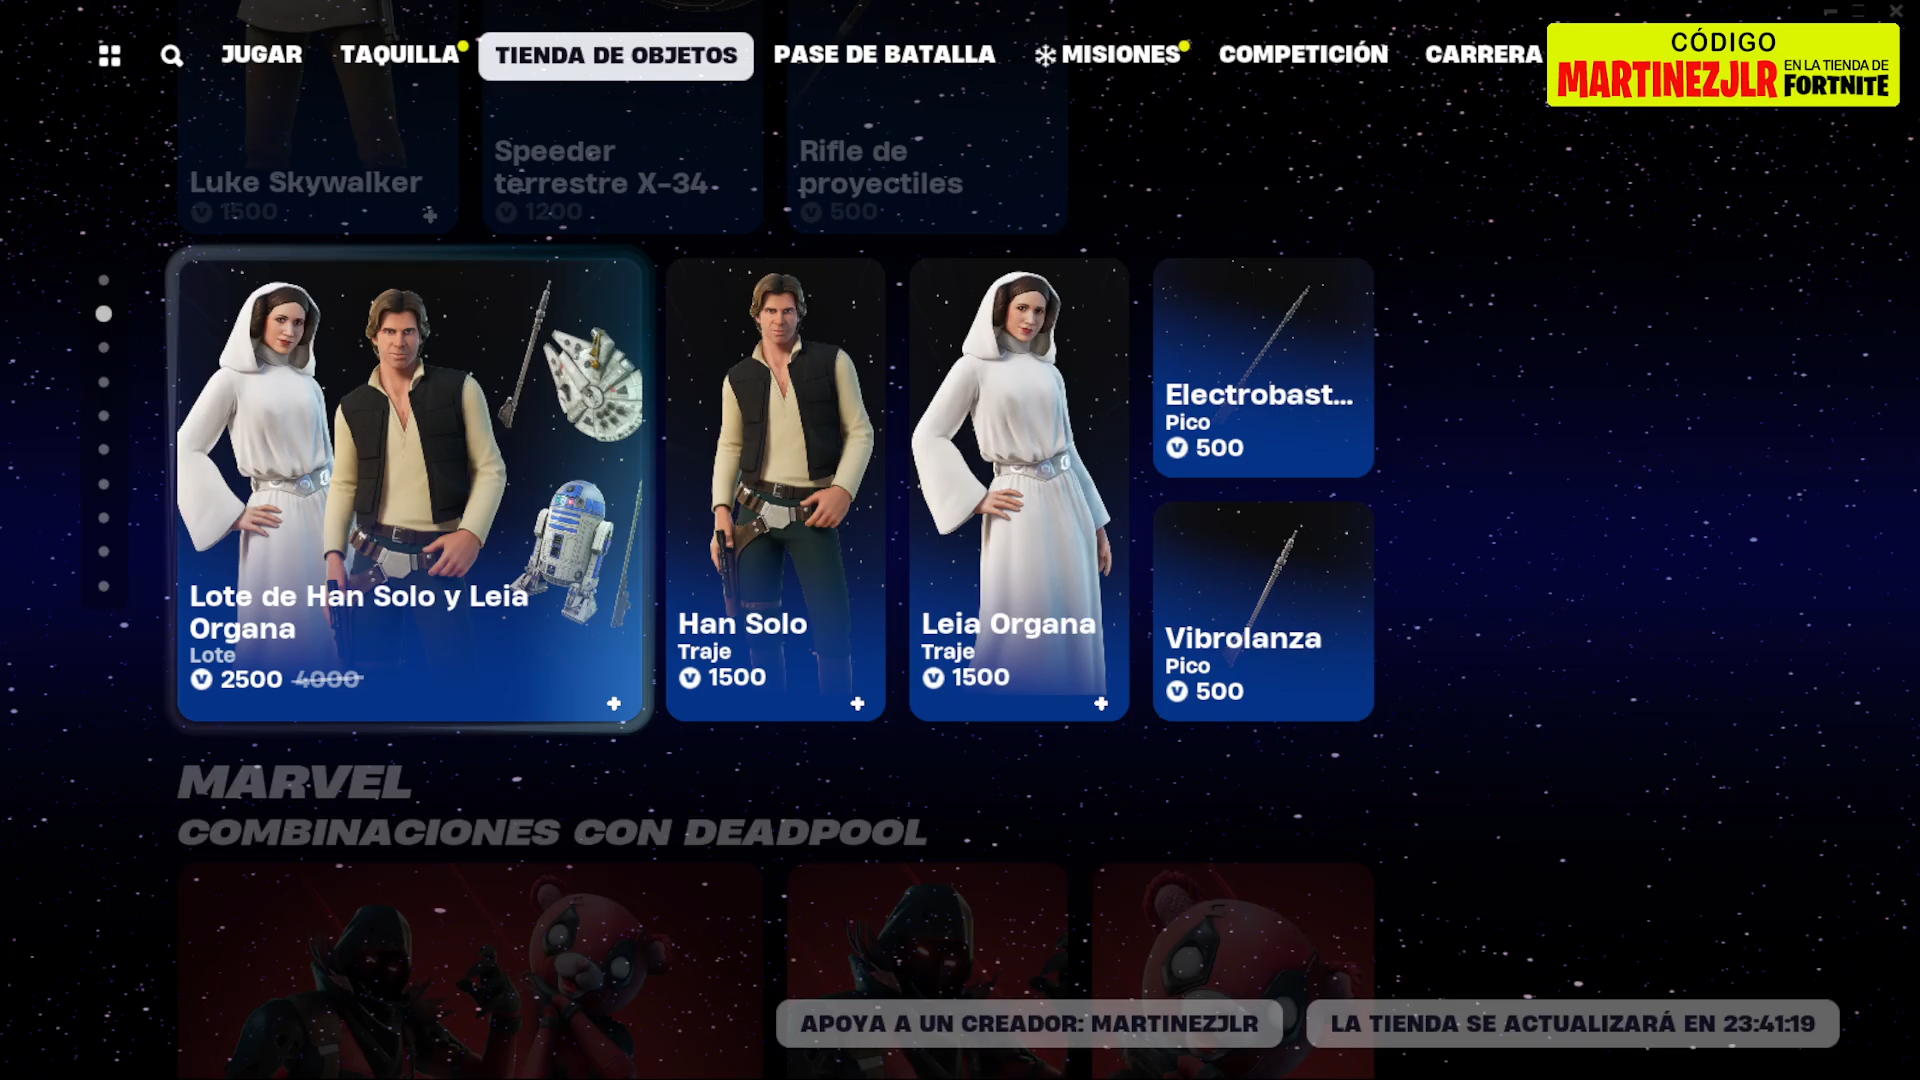 JUGAR
TAQUILLA
TIENDA DE OBJETOS
PASE DE BATALLA
MISIONES
COMPETICIÓN
CARRERA
CÓDIGO
MARTINEZJLR
EN LA TIENDA DE
FORTNITE
Luke Skywalker
1500
Speeder
terrestre X-34
1200
Rifle de
proyectiles
500
Lote de Han Solo y Leia
Organa
Lote
2500 4000
Han Solo
Traje
1500
Leia Organa
Traje
1500
Electrobast...
Pico
500
Vibrolanza
Pico
500
MARVEL
COMBINACIONES CON DEADPOOL
APOYA A UN CREADOR: MARTINEZJLR
LA TIENDA SE ACTUALIZARÁ EN 23:41:19